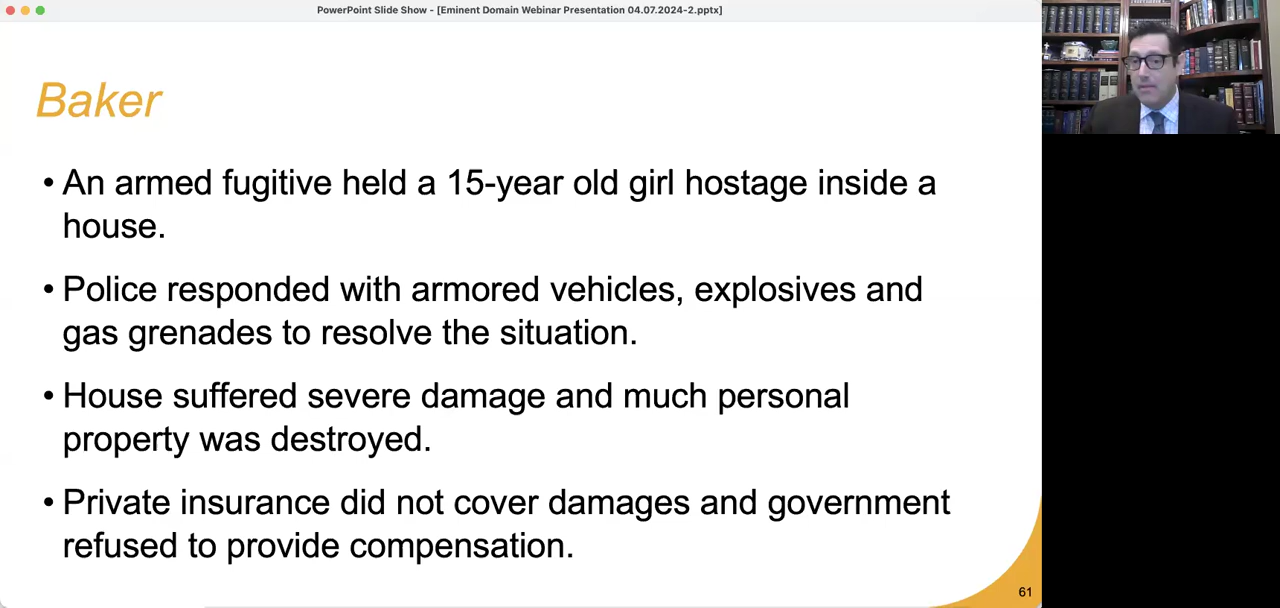 PowerPoint Slide Show - [Eminent Domain Webinar Presentation 04.07.2024-2.pptx]
Baker
• An armed fugitive held a 15-year old girl hostage inside a
house.
• Police responded with armored vehicles, explosives and
gas grenades to resolve the situation.
• House suffered severe damage and much personal
property was destroyed.
• Private insurance did not cover damages and government
refused to provide compensation.
61